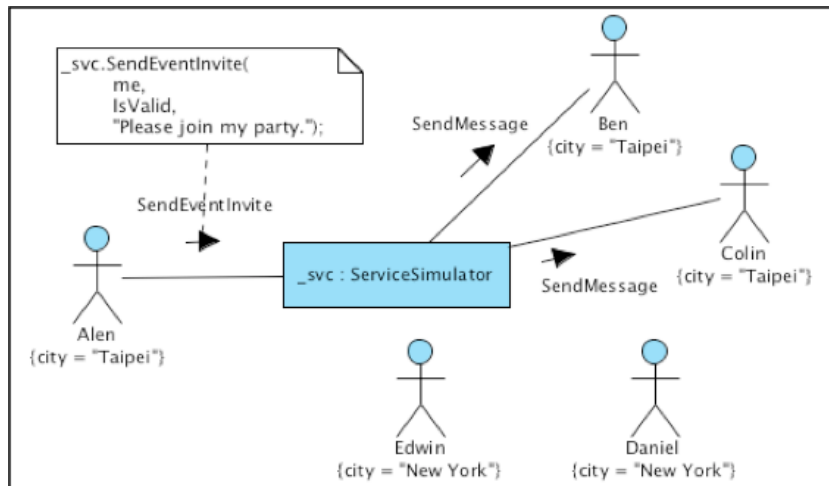 _svc.SendEventInvite(
me,
IsValid,
"Please join my party.");
SendMessage
Ben
{city = "Taipei"}
SendEventInvite
Colin
{city = "Taipei"}
_svc : ServiceSimulator
SendMessage
Alen
{city = "Taipei"}
Edwin
{city = "New York"}
Daniel
{city = "New York"}